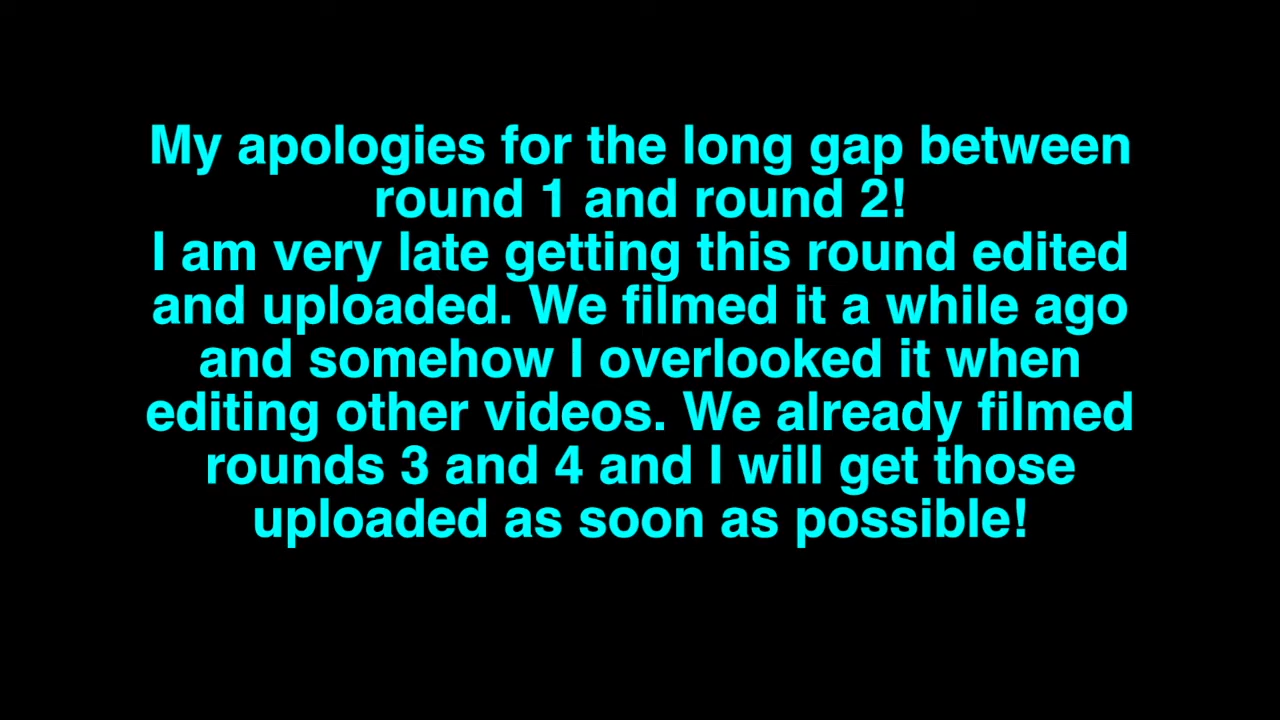 My apologies for the long gap between
round 1 and round 2!
I am very late getting this round edited
and uploaded. We filmed it a while ago
and somehow I overlooked it when
editing other videos. We already filmed
rounds 3 and 4 and I will get those
uploaded as soon as possible!